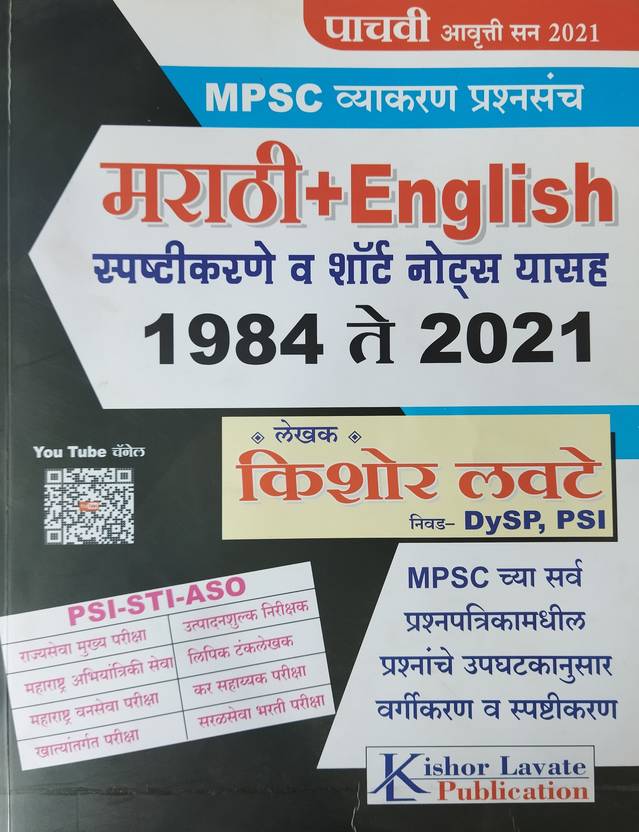 पाचवी आवृत्ती सन 2021
MPSC व्याकरण प्रश्नसंच
मराठी+English
स्पष्टीकरणे व शॉर्ट नोट्स यासह
1984 ते 2021
You Tube चॅनेल
लेखक
किशोर लवटे
निवड– DySP, PSI
PSI-STI-ASO
राज्यसेवा मुख्य परीक्षा
उत्पादनशुल्क निरीक्षक
महाराष्ट्र अभियांत्रिकी सेवा
लिपिक टंकलेखक
महाराष्ट्र वनसेवा परीक्षा
कर सहाय्यक परीक्षा
खात्यांतर्गत परीक्षा
सरळसेवा भरती परीक्षा
MPSC च्या सर्व
प्रश्नपत्रिकामधील
प्रश्नांचे उपघटकानुसार
वर्गीकरण व स्पष्टीकरण
Kishor Lavate
Publication